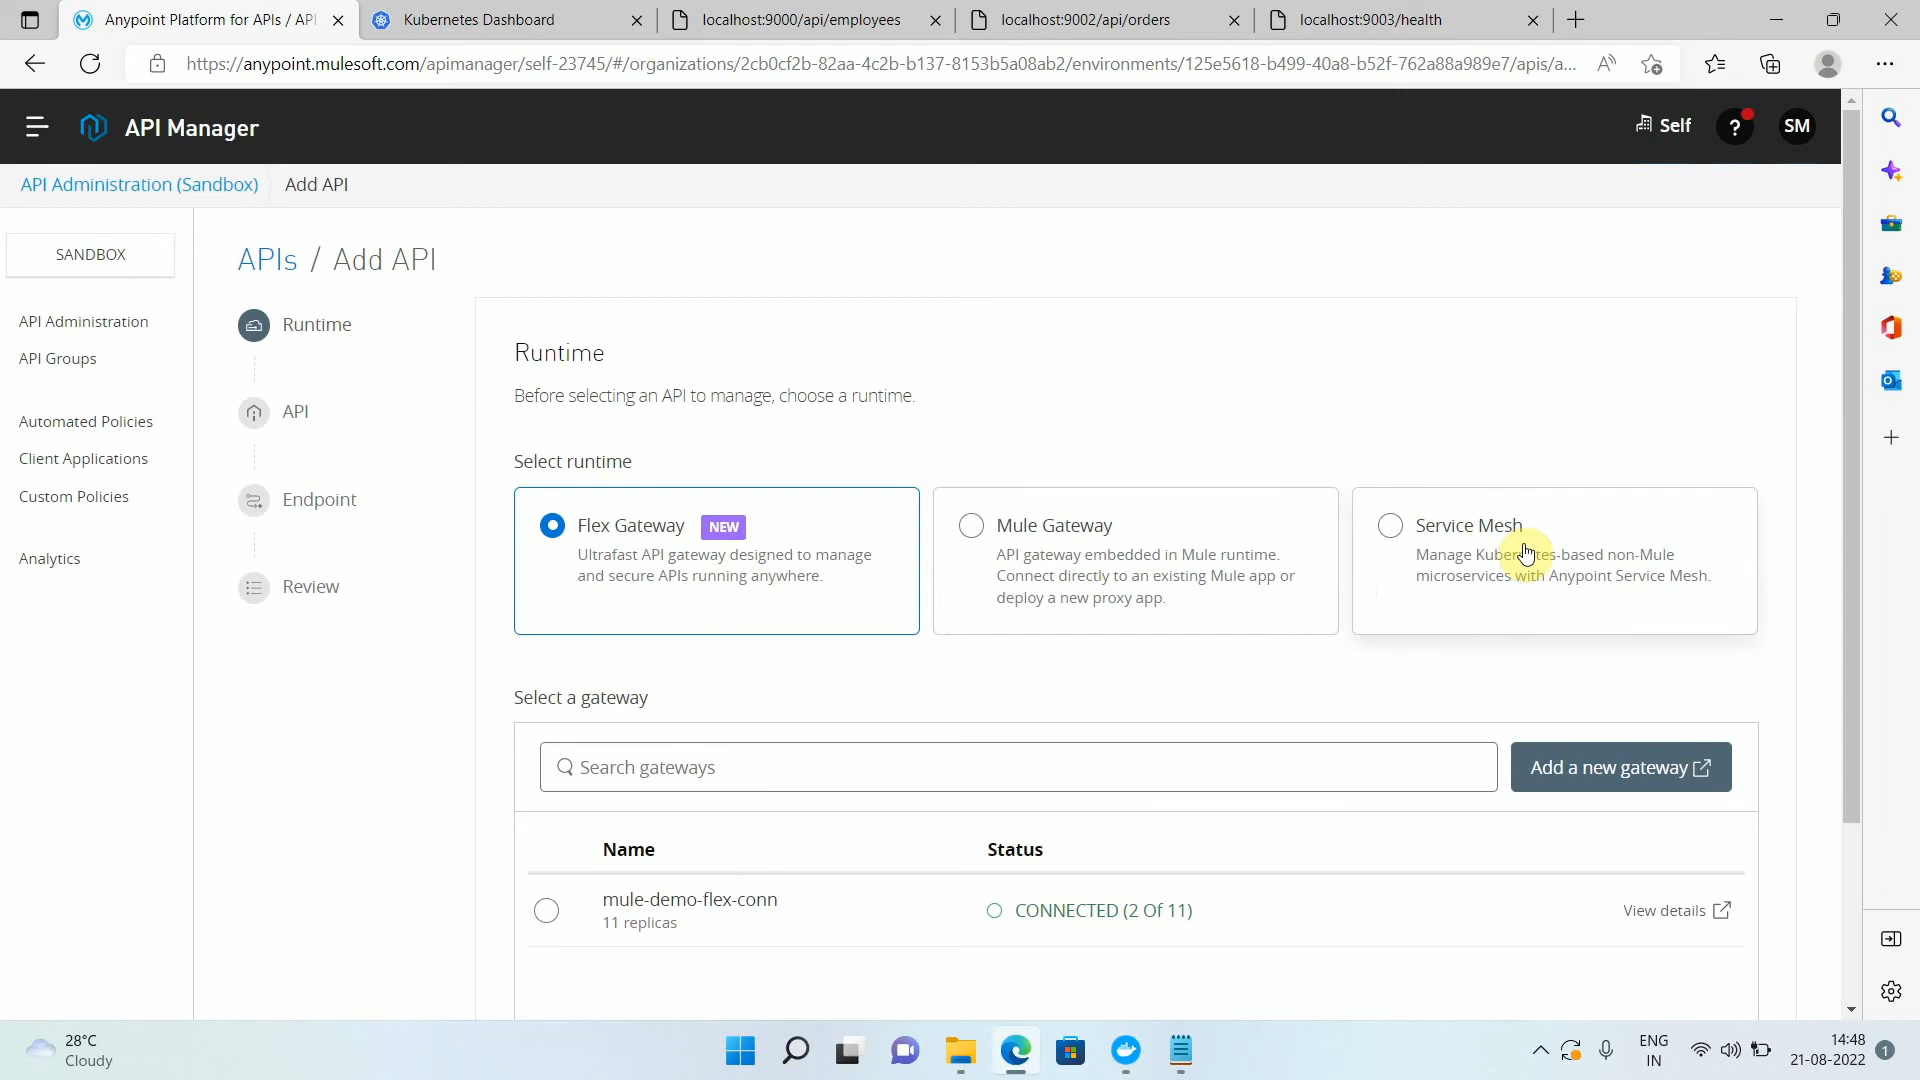 Anypoint Platform for APIs / API
Kubernetes Dashboard
localhost:9000/api/employees
localhost:9002/api/orders
localhost:9003/health
https://anypoint.mulesoft.com/apimanager/self-23745/#/organizations/2cb0cf2b-82aa-4c2b-b137-8153b5a08ab2/environments/125e5618-b499-40a8-b52f-762a88a989e7/apis/a...
API Manager
Self
?
SM
API Administration (Sandbox)
Add API
SANDBOX
API Administration
API Groups
Automated Policies
Client Applications
Custom Policies
Analytics
APIs / Add API
Runtime
API
Endpoint
Review
Runtime
Before selecting an API to manage, choose a runtime.
Select runtime
Flex Gateway NEW
Ultrafast API gateway designed to manage
and secure APIs running anywhere.
Mule Gateway
API gateway embedded in Mule runtime.
Connect directly to an existing Mule app or
deploy a new proxy app.
Service Mesh
Manage Kubernetes-based non-Mule
microservices with Anypoint Service Mesh.
Select a gateway
Search gateways
Add a new gateway
Name
Status
mule-demo-flex-conn
11 replicas
CONNECTED (2 Of 11)
View details
28°C
Cloudy
ENG
IN
14:48
21-08-2022
1